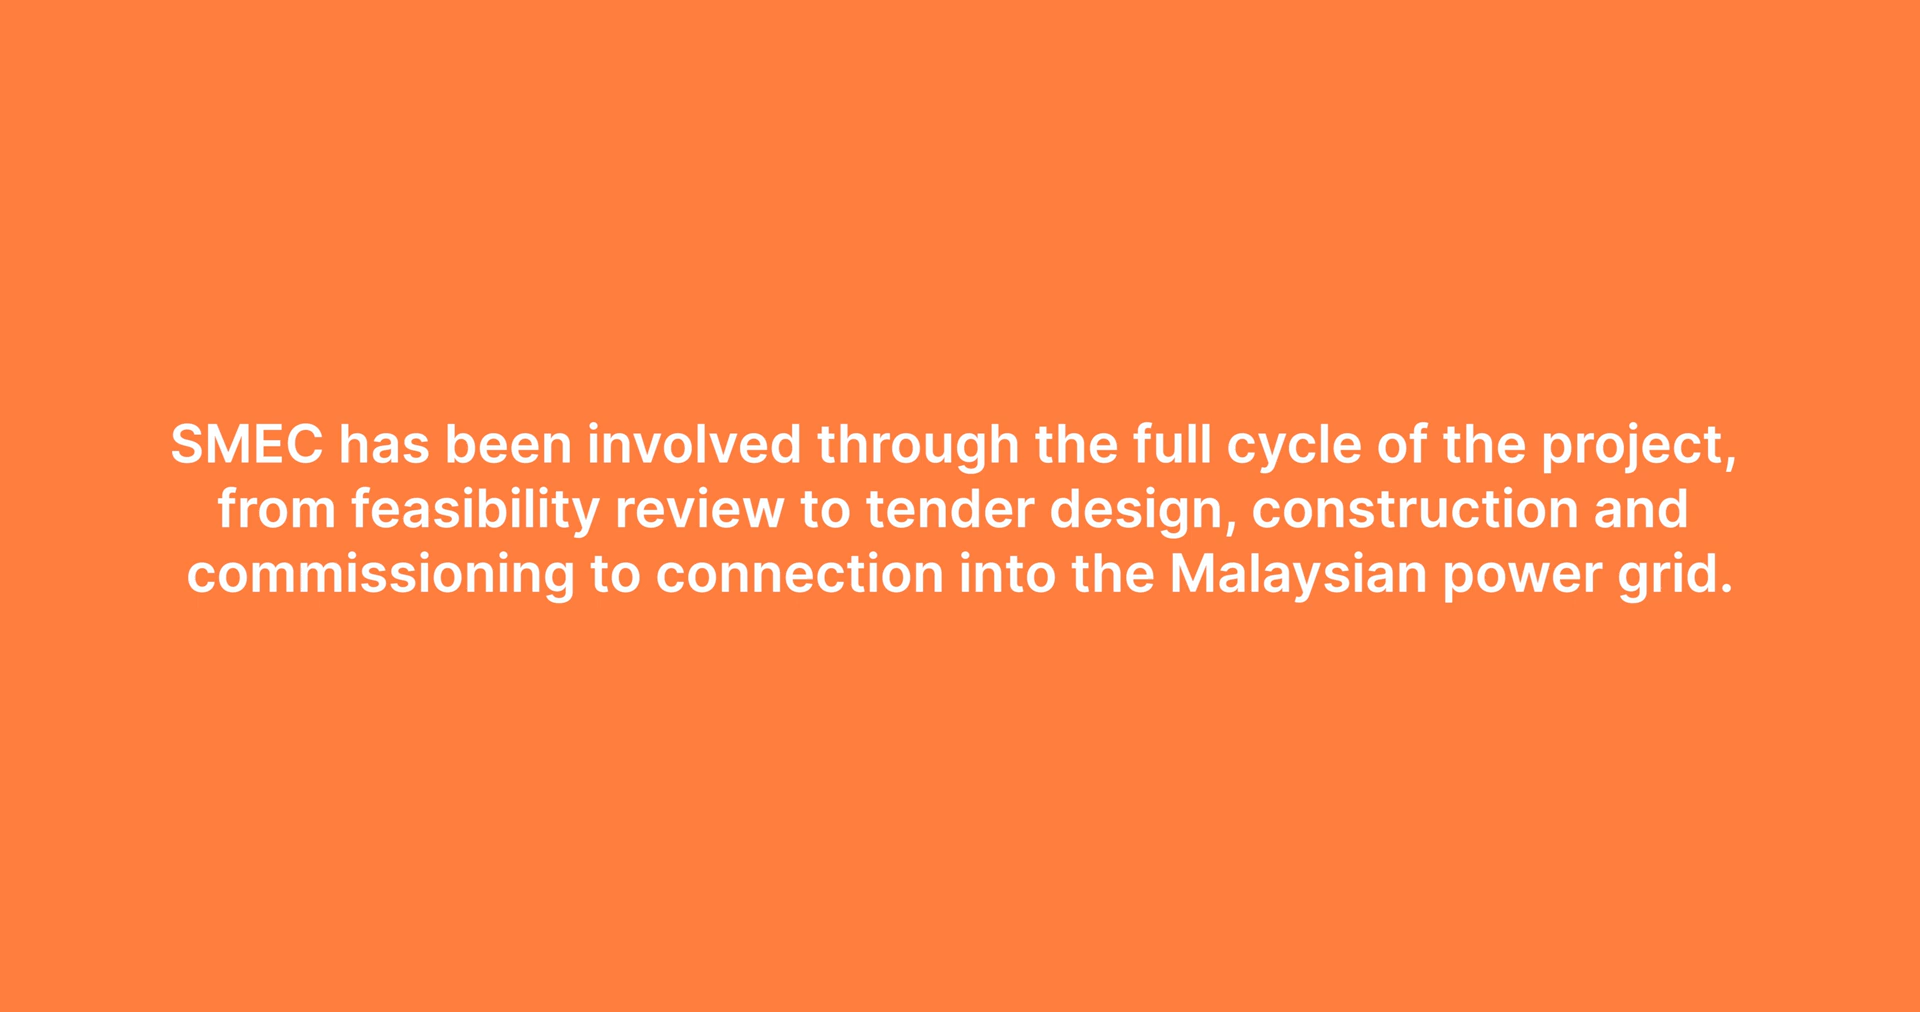 SMEC has been involved through the full cycle of the project,
from feasibility review to tender design, construction and
commissioning to connection into the Malaysian power grid.